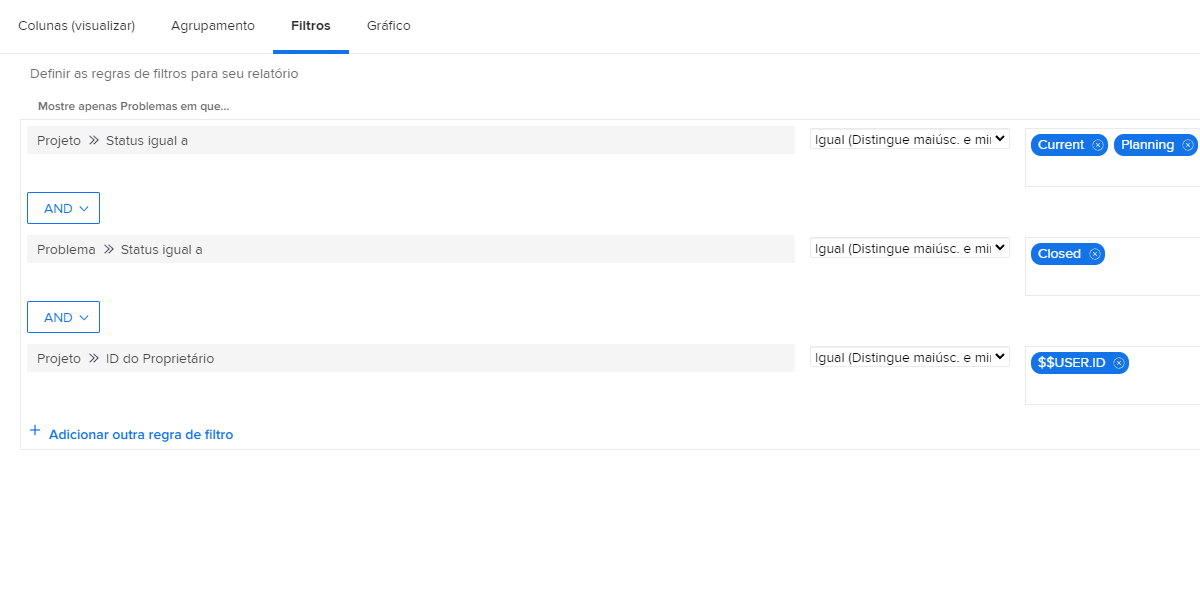 Colunas (visualizar) Agrupamento Filtros Gráfico
Definir as regras de filtros para seu relatório
Mostre apenas Problemas em que...
Projeto » Status igual a Igual (Distingue maiúsc. e mi Current Planning
AND
Problema » Status igual a Igual (Distingue maiúsc. e mi Closed
AND
Projeto » ID do Proprietário Igual (Distingue maiúsc. e mi $$USER.ID
+ Adicionar outra regra de filtro